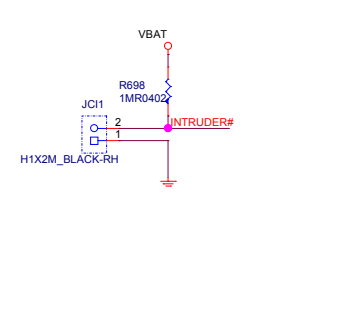 VBAT
R698
1MR0402
JCI1
2
INTRUDER#
1
H1X2M_BLACK-RH